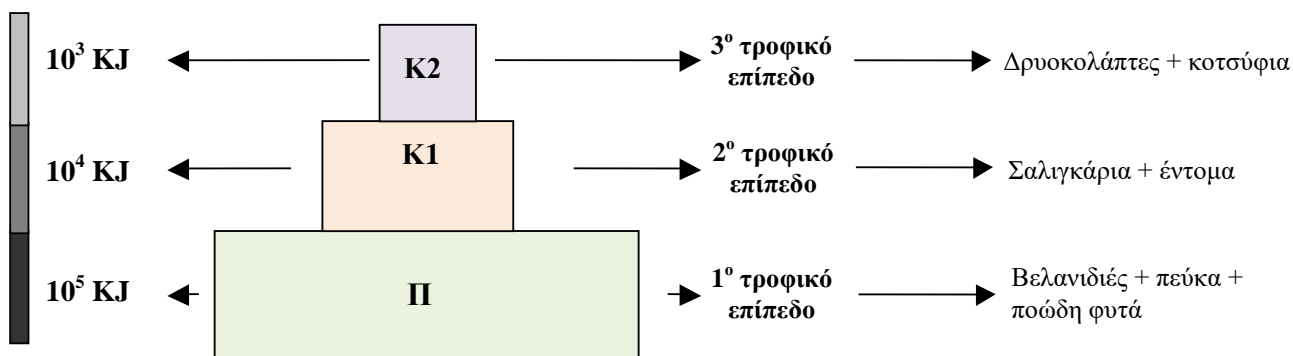 10³ KJ
K2
3º τροφικό
επίπεδο
Δρυοκολάπτες + κοτσύφια
10⁴ KJ
K1
2º τροφικό
επίπεδο
Σαλιγκάρια + έντομα
10⁵ KJ
Π
1º τροφικό
επίπεδο
Βελανιδιές + πεύκα +
ποώδη φυτά